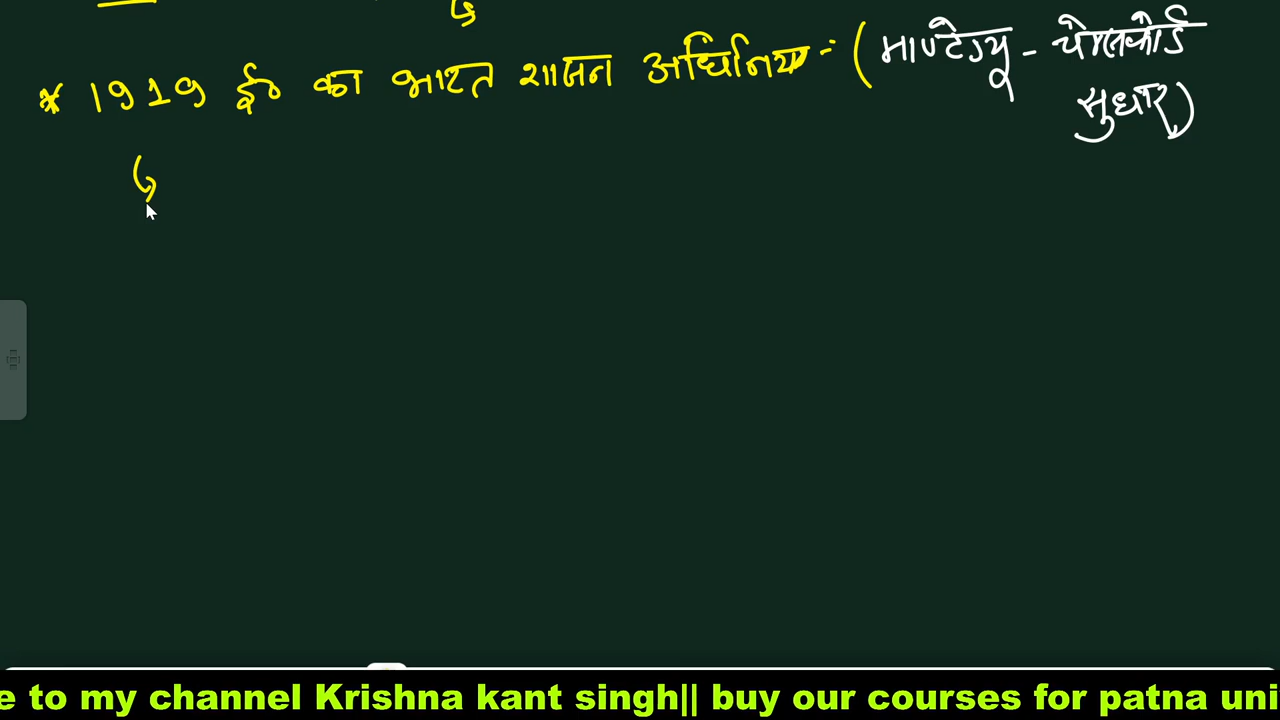 * 1919 ई० का भारत शासन अधिनियम :- (माण्टेग्यू - चेम्सफोर्ड
सुधार)
e to my channel Krishna kant singh|| buy our courses for patna uni